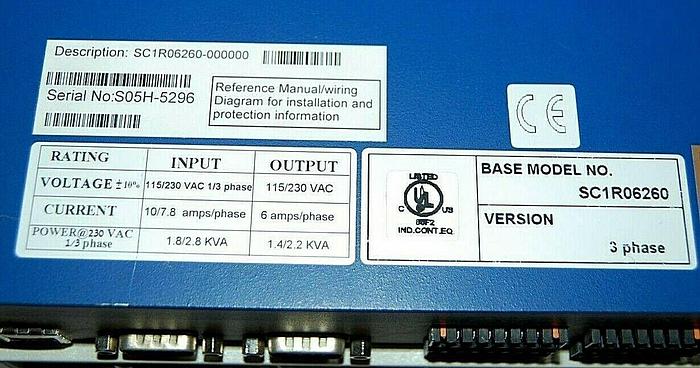 Description: SC1R06260-000000
Serial No:S05H-5296
Reference Manual/wiring
Diagram for installation and
protection information
CE
RATING INPUT OUTPUT
VOLTAGE ±10% 115/230 VAC 1/3 phase 115/230 VAC
CURRENT 10/7.8 amps/phase 6 amps/phase
POWER@230 VAC
1/3 phase 1.8/2.8 KVA 1.4/2.2 KVA
LISTED
C UL US
IND.CONT.EQ
BASE MODEL NO.
SC1R06260
VERSION
3 phase